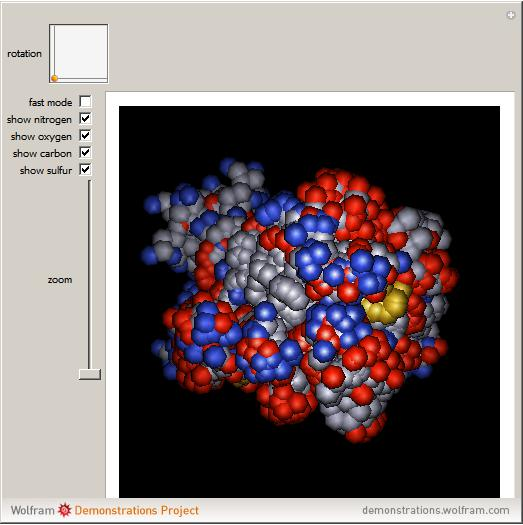 rotation
fast mode
show nitrogen
show oxygen
show carbon
show sulfur
zoom
Wolfram Demonstrations Project
demonstrations.wolfram.com